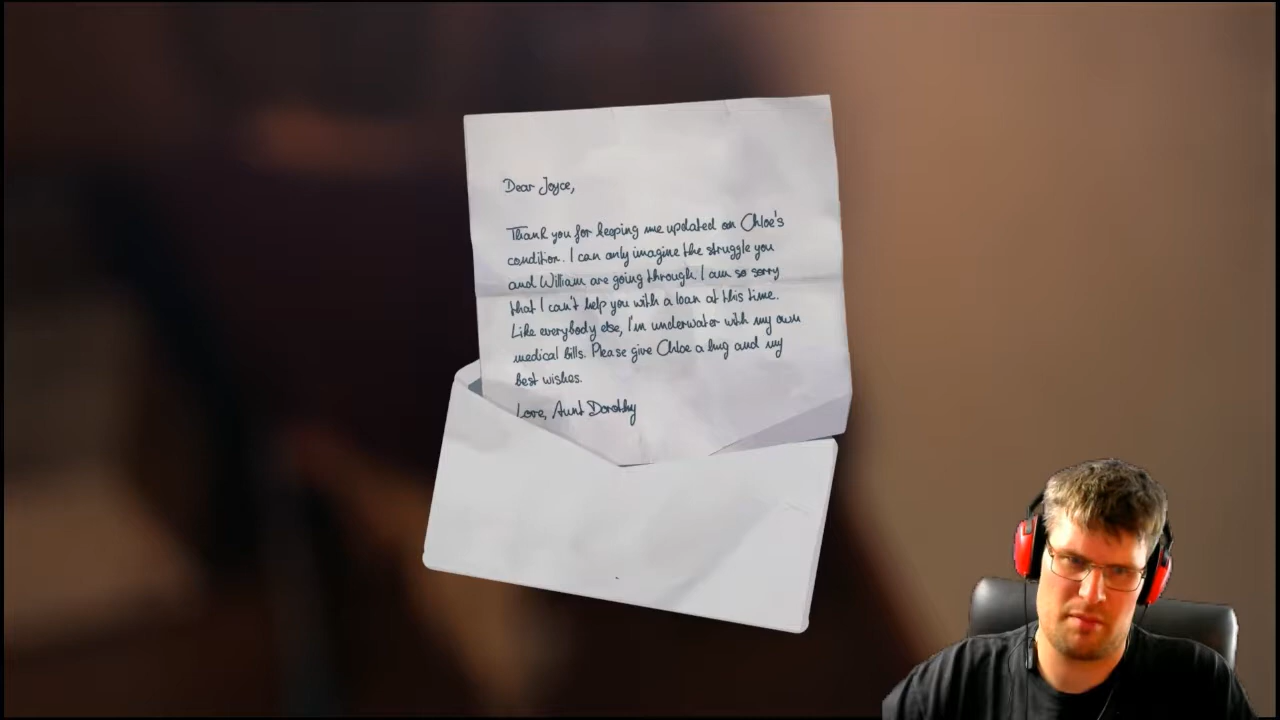 Dear Joyce,
Thank you for keeping me updated on Chloe's
condition. I can only imagine the struggle you
and William are going through. I am so sorry
that I can't help you with a loan at this time.
Like everybody else, I'm underwater with my own
medical bills. Please give Chloe a hug and my
best wishes.
Love, Aunt Dorothy